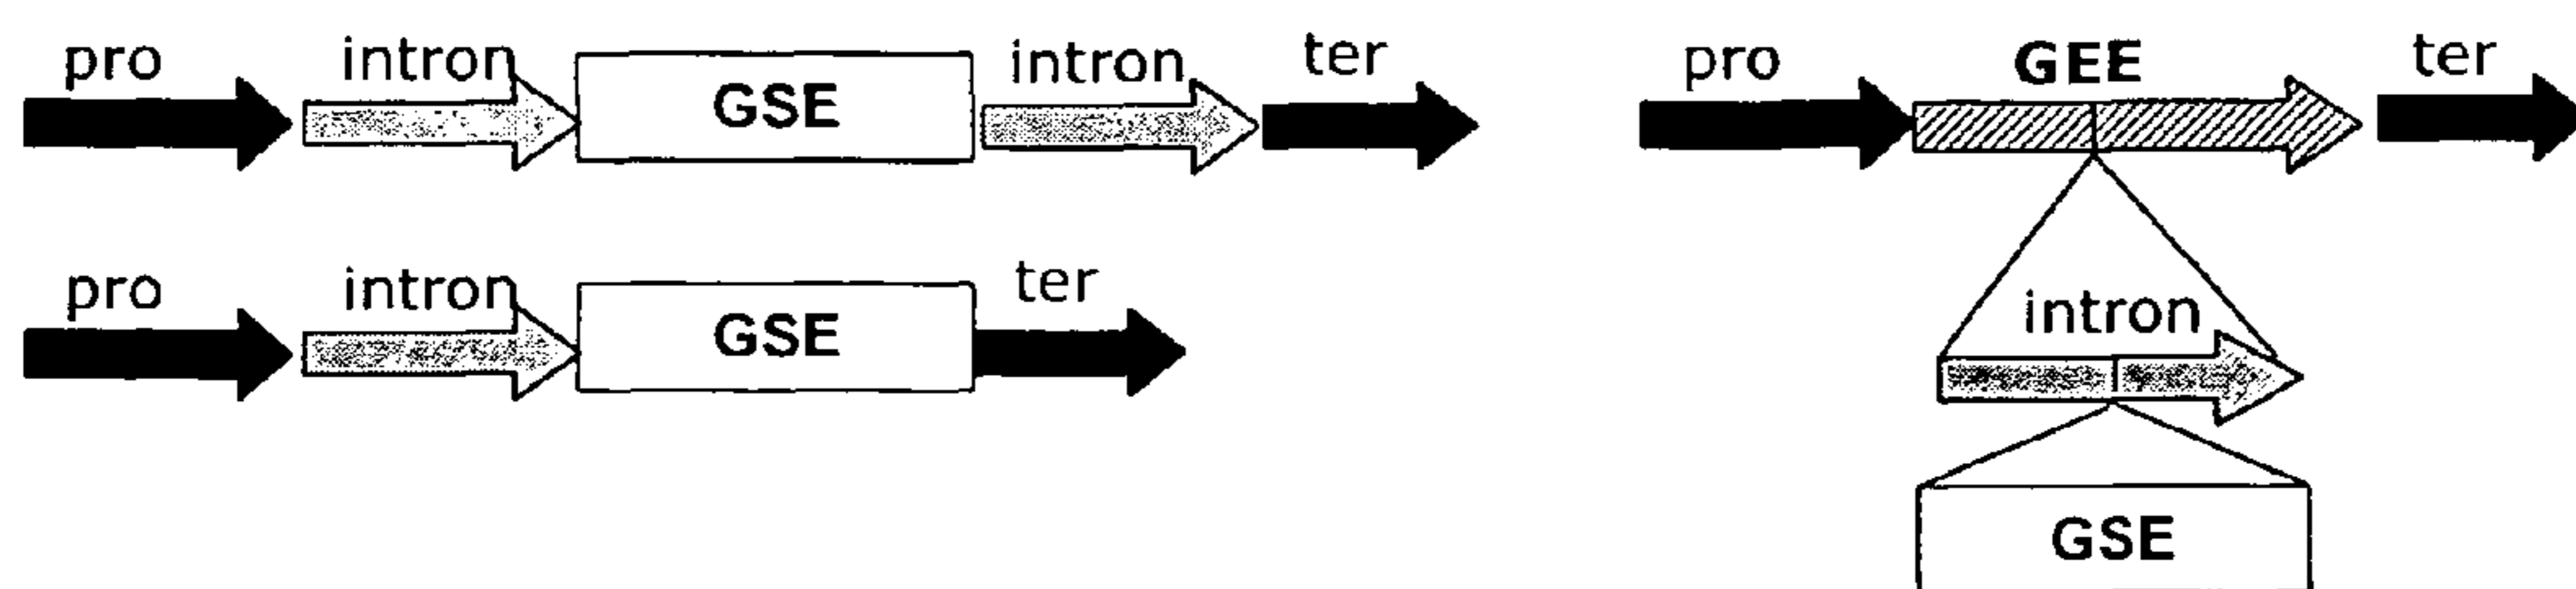 pro intron GSE intron ter
pro intron GSE ter
pro GEE ter
intron
GSE